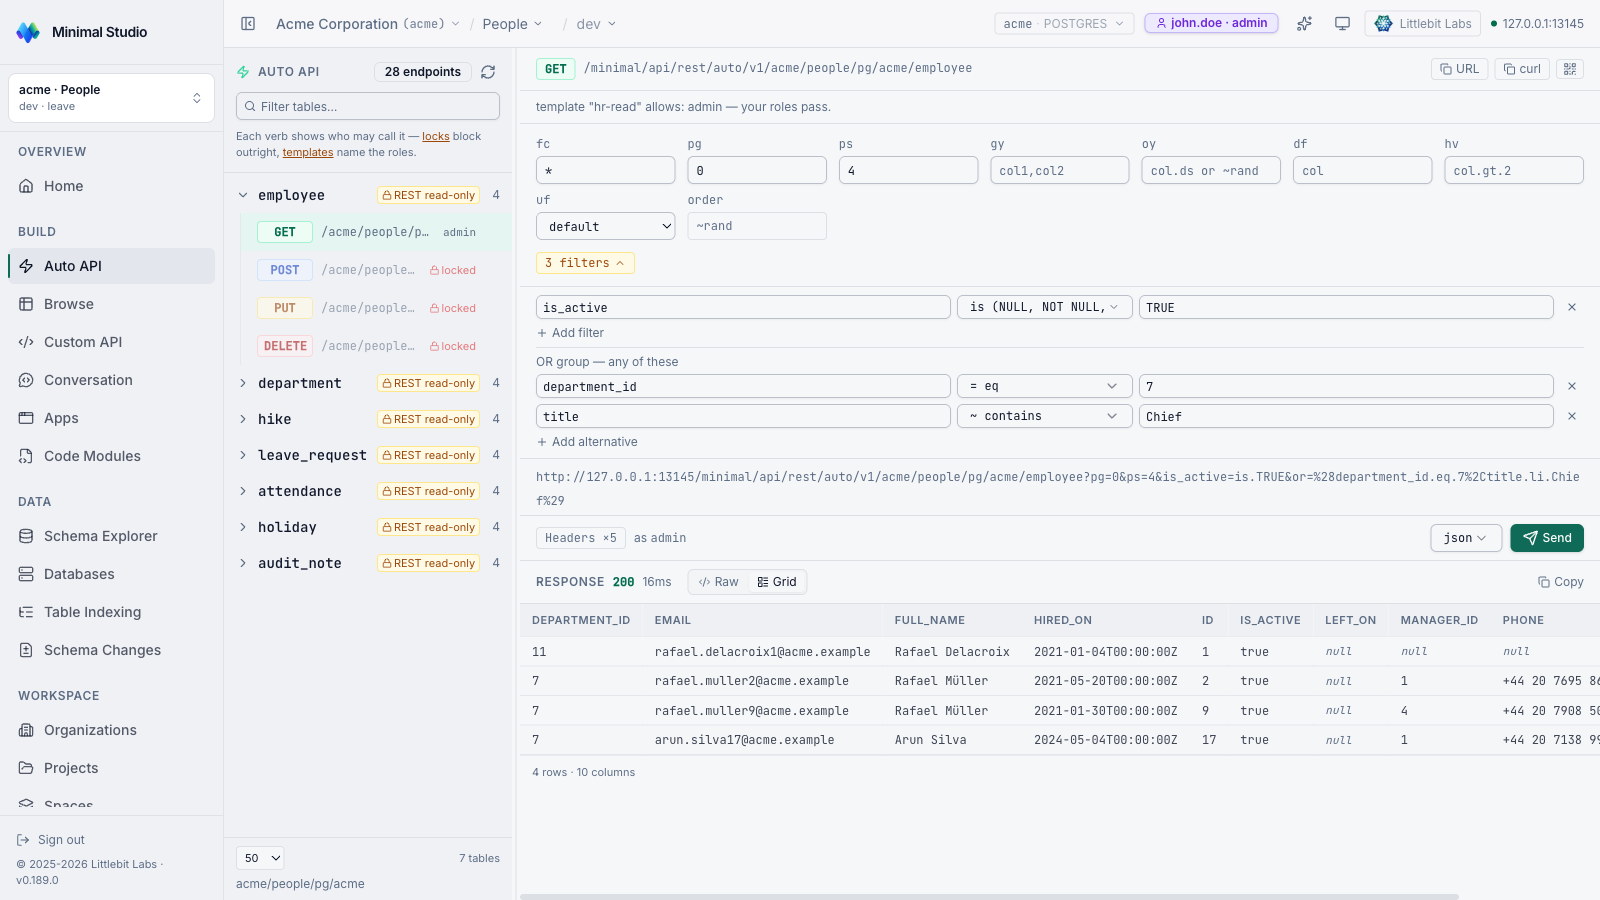 Minimal Studio
acme · People
dev · leave
OVERVIEW
Home
BUILD
Auto API
Browse
Custom API
Conversation
Apps
Code Modules
DATA
Schema Explorer
Databases
Table Indexing
Schema Changes
WORKSPACE
Organizations
Projects
Spaces
Sign out
© 2025-2026 Littlebit Labs ·
v0.189.0
Acme Corporation (acme) / People / dev
acme · POSTGRES
john.doe · admin
Littlebit Labs
127.0.0.1:13145
AUTO API
28 endpoints
Filter tables...
Each verb shows who may call it — locks block
outright, templates name the roles.
employee REST read-only 4
GET /acme/people/p… admin
POST /acme/people… locked
PUT /acme/people… locked
DELETE /acme/people… locked
department REST read-only 4
hike REST read-only 4
leave_request REST read-only 4
attendance REST read-only 4
holiday REST read-only 4
audit_note REST read-only 4
50
7 tables
acme/people/pg/acme
GET /minimal/api/rest/auto/v1/acme/people/pg/acme/employee
URL
curl
template "hr-read" allows: admin — your roles pass.
fc pg ps gy oy df hv
* 0 4 col1,col2 col.ds or ~rand col col.gt.2
uf order
default ~rand
3 filters
is_active is (NULL, NOT NULL, TRUE ×
+ Add filter
OR group — any of these
department_id = eq 7 ×
title ~ contains Chief ×
+ Add alternative
http://127.0.0.1:13145/minimal/api/rest/auto/v1/acme/people/pg/acme/employee?pg=0&ps=4&is_active=is.TRUE&or=%28department_id.eq.7%2Ctitle.li.Chie
f%29
Headers ×5 as admin
json
Send
RESPONSE 200 16ms
Raw
Grid
Copy
DEPARTMENT_ID EMAIL FULL_NAME HIRED_ON ID IS_ACTIVE LEFT_ON MANAGER_ID PHONE
11 rafael.delacroix1@acme.example Rafael Delacroix 2021-01-04T00:00:00Z 1 true null null null
7 rafael.muller2@acme.example Rafael Müller 2021-05-20T00:00:00Z 2 true null 1 +44 20 7695 86
7 rafael.muller9@acme.example Rafael Müller 2021-01-30T00:00:00Z 9 true null 4 +44 20 7908 50
7 arun.silva17@acme.example Arun Silva 2024-05-04T00:00:00Z 17 true null 1 +44 20 7138 99
4 rows · 10 columns